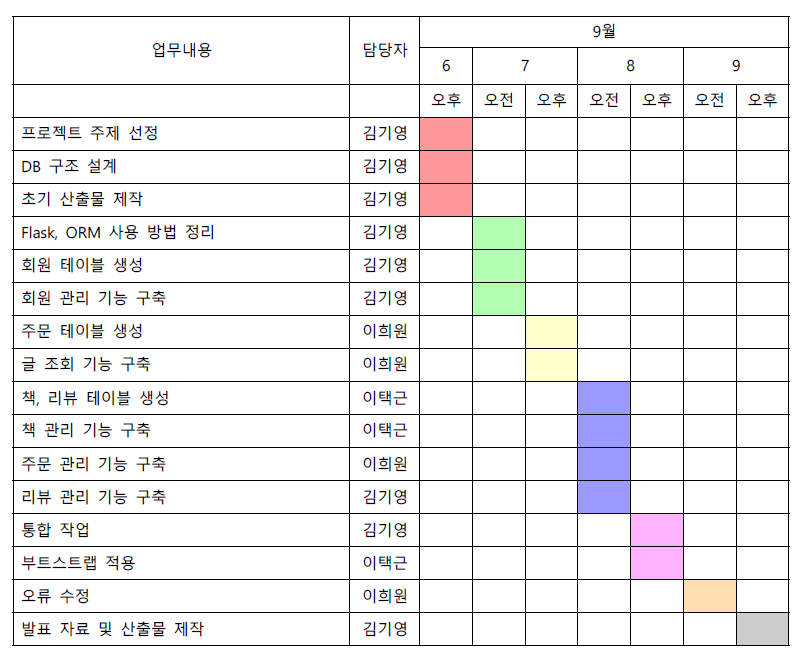 업무내용 담당자 9월
6 7 8 9
오후 오전 오후 오전 오후 오전 오후
프로젝트 주제 선정 김기영
DB 구조 설계 김기영
초기 산출물 제작 김기영
Flask, ORM 사용 방법 정리 김기영
회원 테이블 생성 김기영
회원 관리 기능 구축 김기영
주문 테이블 생성 이희원
글 조회 기능 구축 이희원
책, 리뷰 테이블 생성 이택근
책 관리 기능 구축 이택근
주문 관리 기능 구축 이희원
리뷰 관리 기능 구축 김기영
통합 작업 김기영
부트스트랩 적용 이택근
오류 수정 이희원
발표 자료 및 산출물 제작 김기영